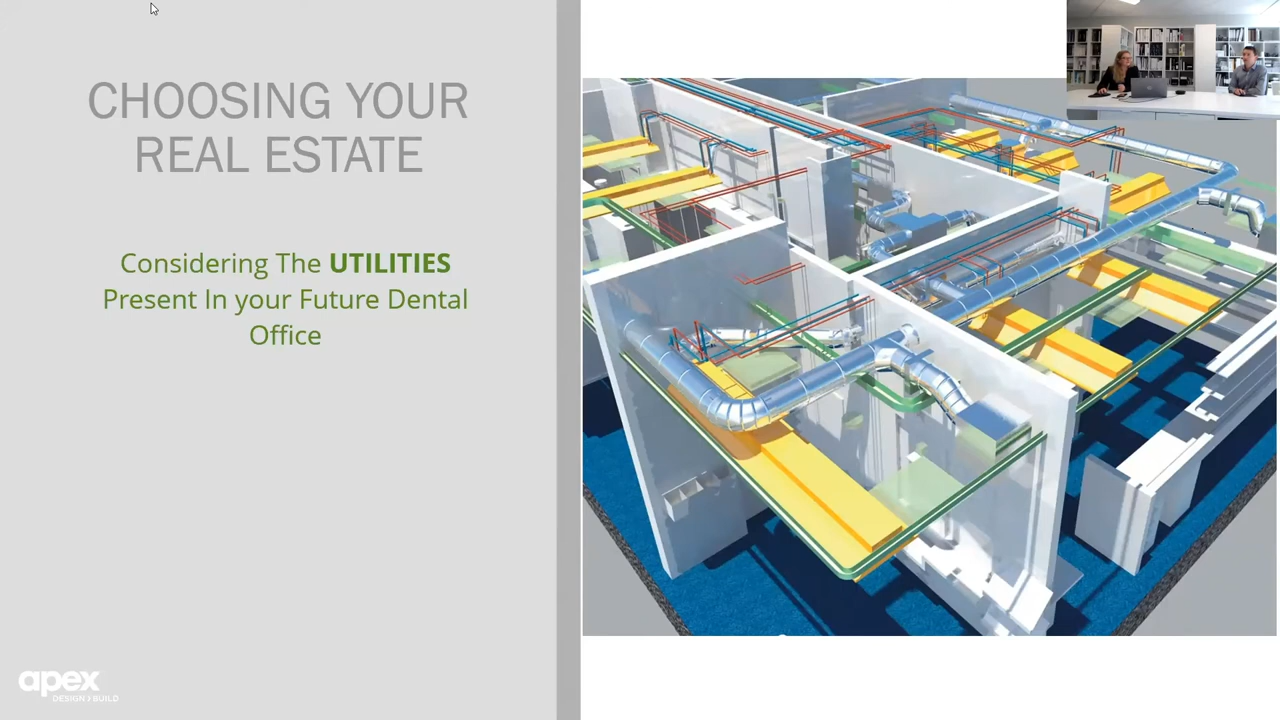 CHOOSING YOUR
REAL ESTATE
Considering The UTILITIES
Present In your Future Dental
Office
apex
DESIGN | BUILD